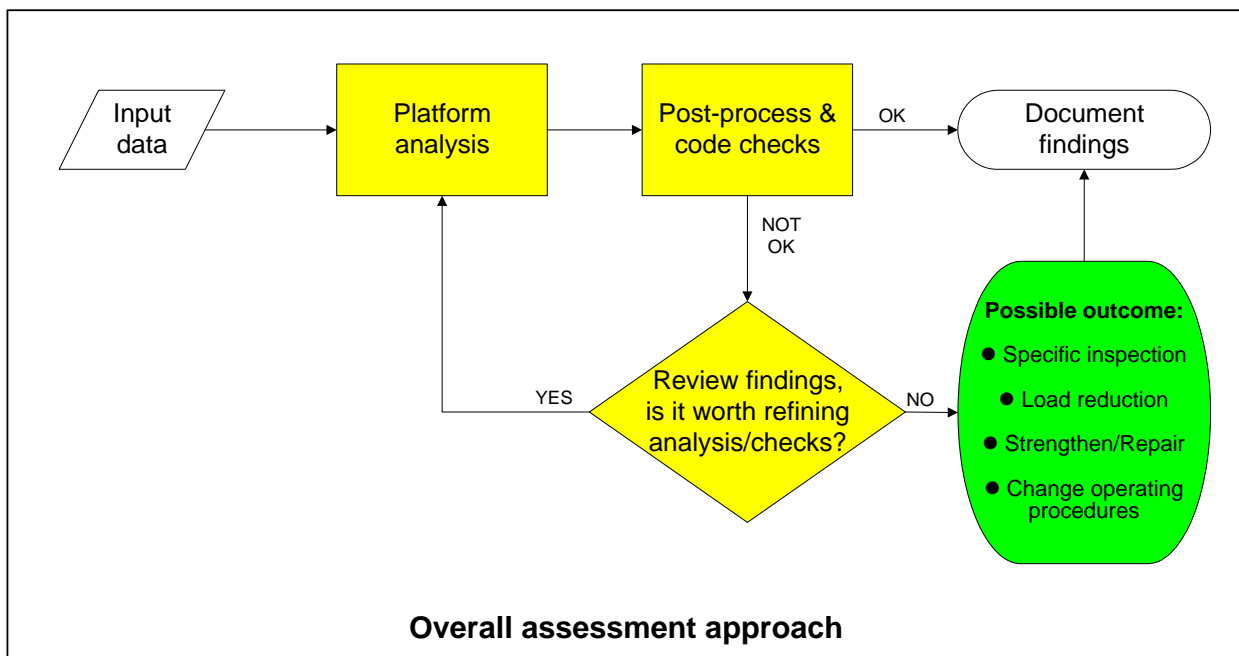 Input
data
Platform
analysis
Post-process &
code checks
OK
Document
findings
NOT
OK
Review findings,
is it worth refining
analysis/checks?
YES
NO
Possible outcome:
● Specific inspection
● Load reduction
● Strengthen/Repair
● Change operating
procedures
Overall assessment approach